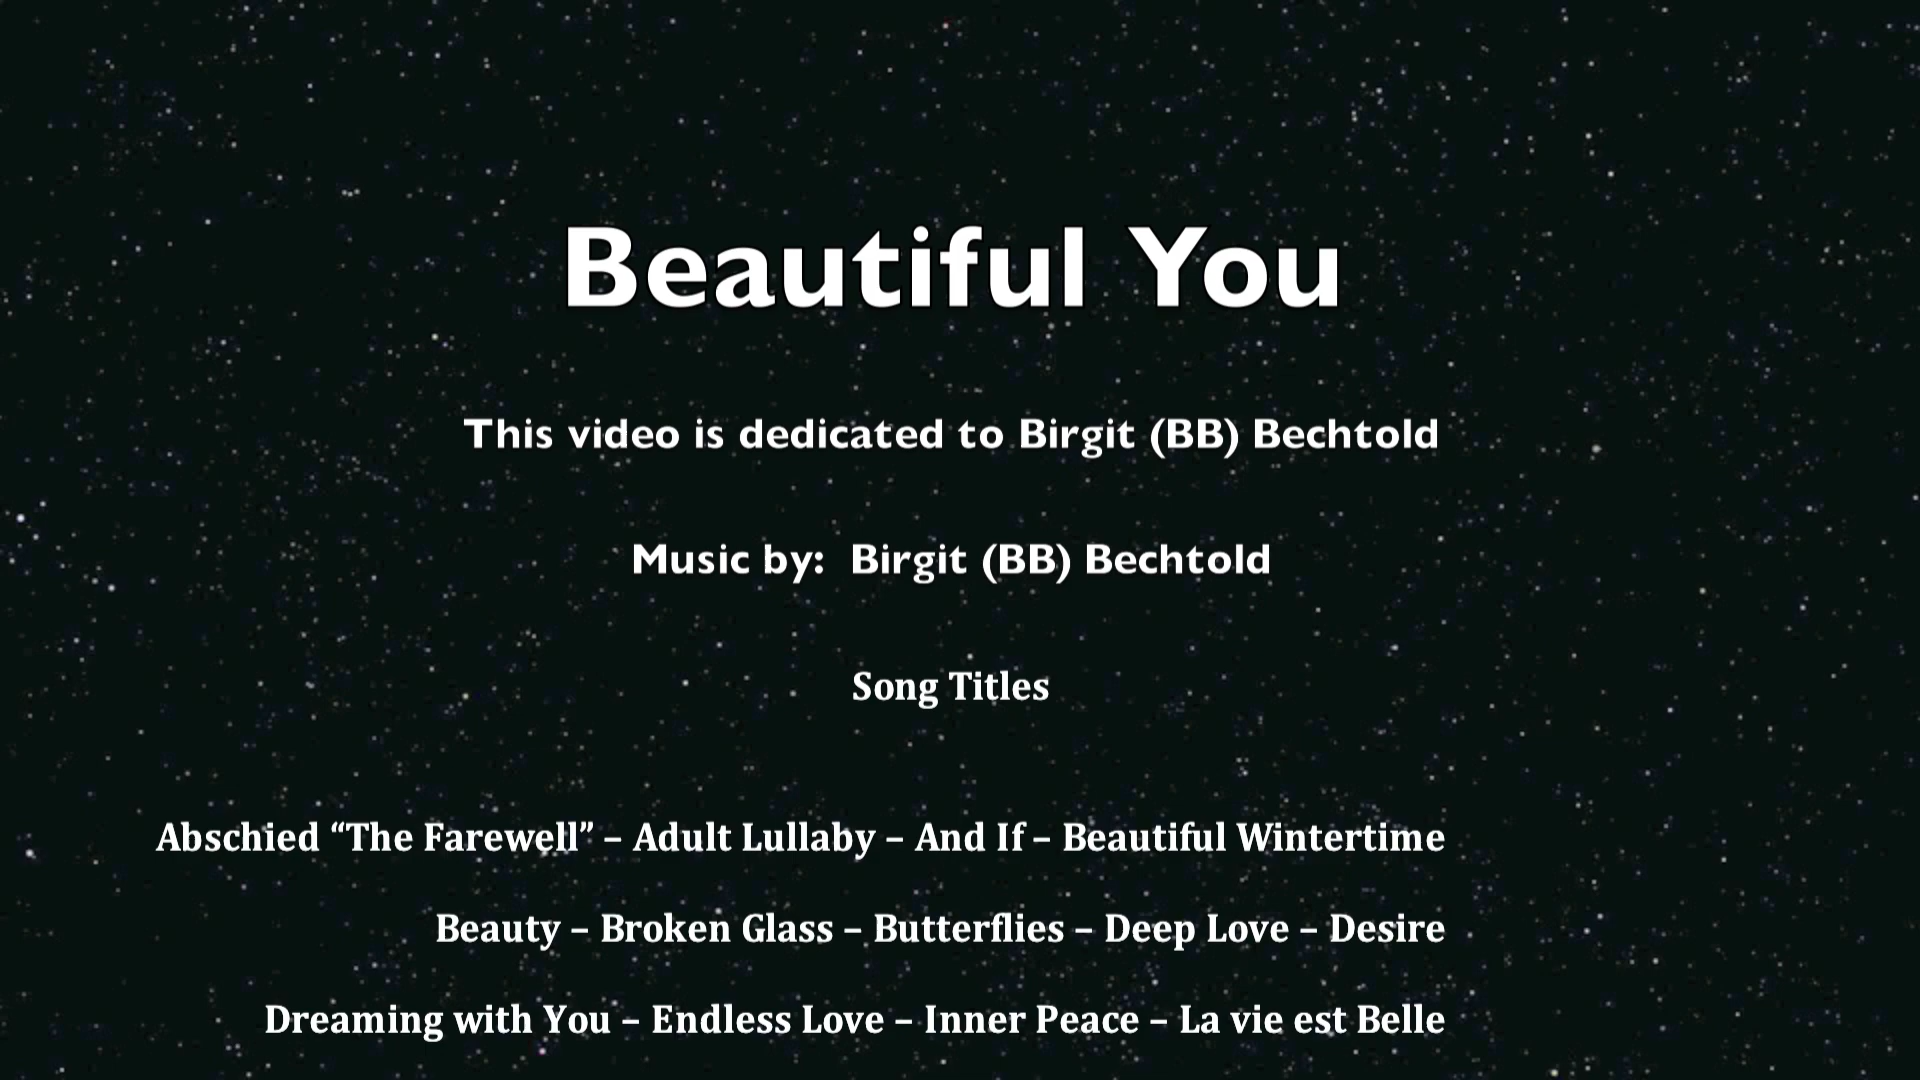 Beautiful You
This video is dedicated to Birgit (BB) Bechtold
Music by:  Birgit (BB) Bechtold
Song Titles
Abschied “The Farewell” – Adult Lullaby – And If – Beautiful Wintertime
Beauty – Broken Glass – Butterflies – Deep Love – Desire
Dreaming with You – Endless Love – Inner Peace – La vie est Belle